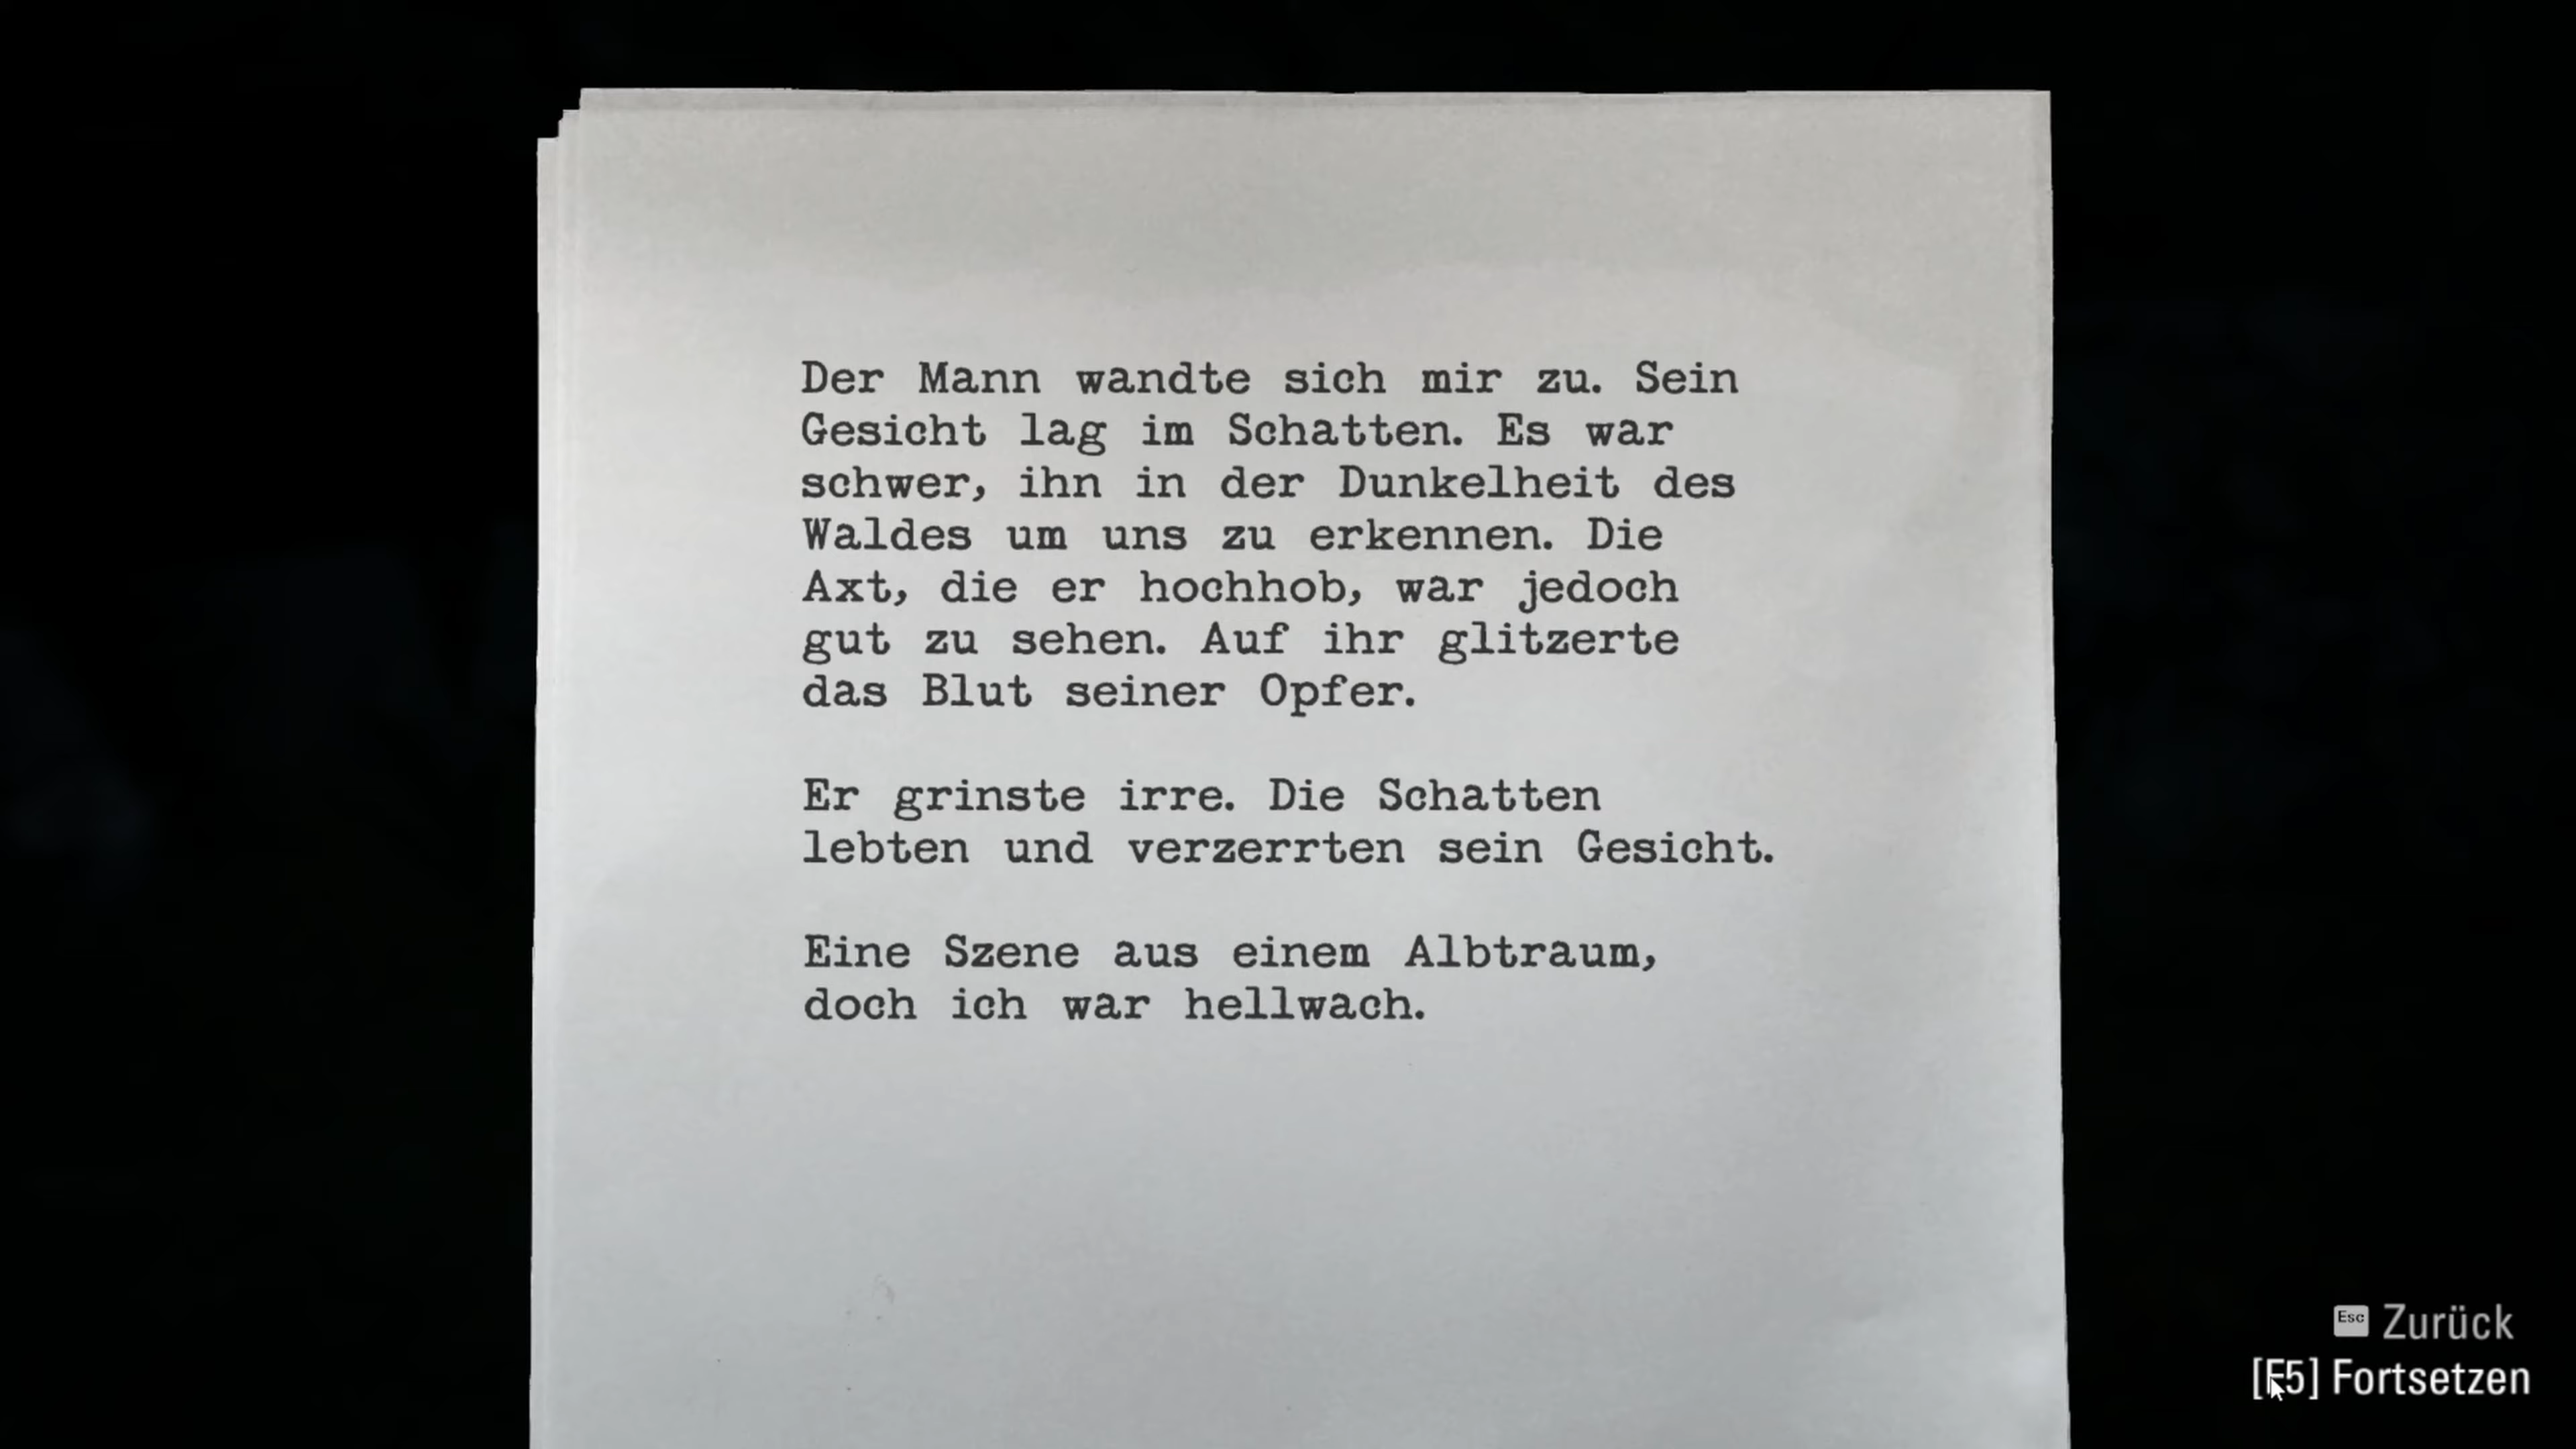 Der Mann wandte sich mir zu. Sein
Gesicht lag im Schatten. Es war
schwer, ihn in der Dunkelheit des
Waldes um uns zu erkennen. Die
Axt, die er hochhob, war jedoch
gut zu sehen. Auf ihr glitzerte
das Blut seiner Opfer.
Er grinste irre. Die Schatten
lebten und verzerrten sein Gesicht.
Eine Szene aus einem Albtraum,
doch ich war hellwach.
Esc Zurück
[F5] Fortsetzen